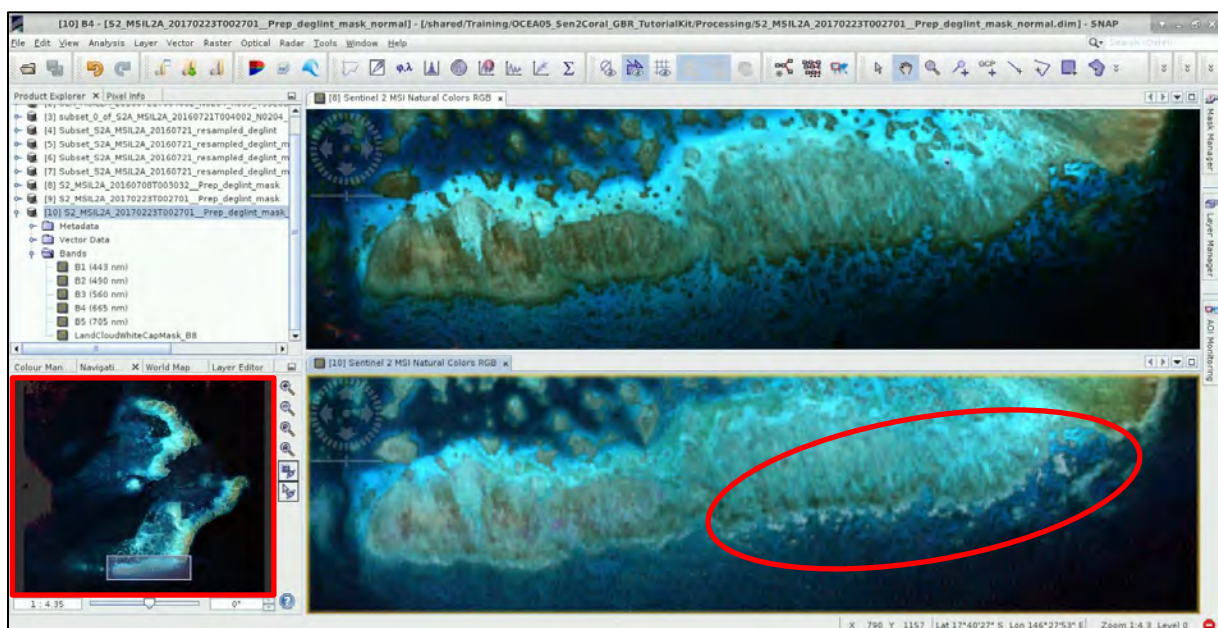 [10] B4 - [S2_MSIL2A_20170223T002701__Prep_deglint_mask_normal] - [/shared/Training/OCEA05_Sen2Coral_GBR_TutorialKit/Processing/S2_MSIL2A_20170223T002701__Prep_deglint_mask_normal.dim] - SNAP
File Edit View Analysis Layer Vector Raster Optical Radar Tools Window Help
Product Explorer Pixel Info
[8] Sentinel 2 MSI Natural Colors RGB
[3] subset_0_of_S2A_MSIL2A_20160721T004002_N0204_
[4] Subset_S2A_MSIL2A_20160721_resampled_deglint
[5] Subset_S2A_MSIL2A_20160721_resampled_deglint_m
[6] Subset_S2A_MSIL2A_20160721_resampled_deglint_m
[7] Subset_S2A_MSIL2A_20160721_resampled_deglint_m
[8] S2_MSIL2A_20160708T003032__Prep_deglint_mask
[9] S2_MSIL2A_20170223T002701__Prep_deglint_mask
[10] S2_MSIL2A_20170223T002701__Prep_deglint_mask_
Metadata
Vector Data
Bands
B1 (443 nm)
B2 (490 nm)
B3 (560 nm)
B4 (665 nm)
B5 (705 nm)
LandCloudWhiteCapMask_B8
Mask Manager
Layer Manager
AOI Monitoring
Colour Man... Navigati... World Map Layer Editor
[10] Sentinel 2 MSI Natural Colors RGB
1 : 4.35
0°
X 790 Y 1157 Lat 17°40'27" S Lon 146°27'53" E Zoom 1:4.3 Level 0